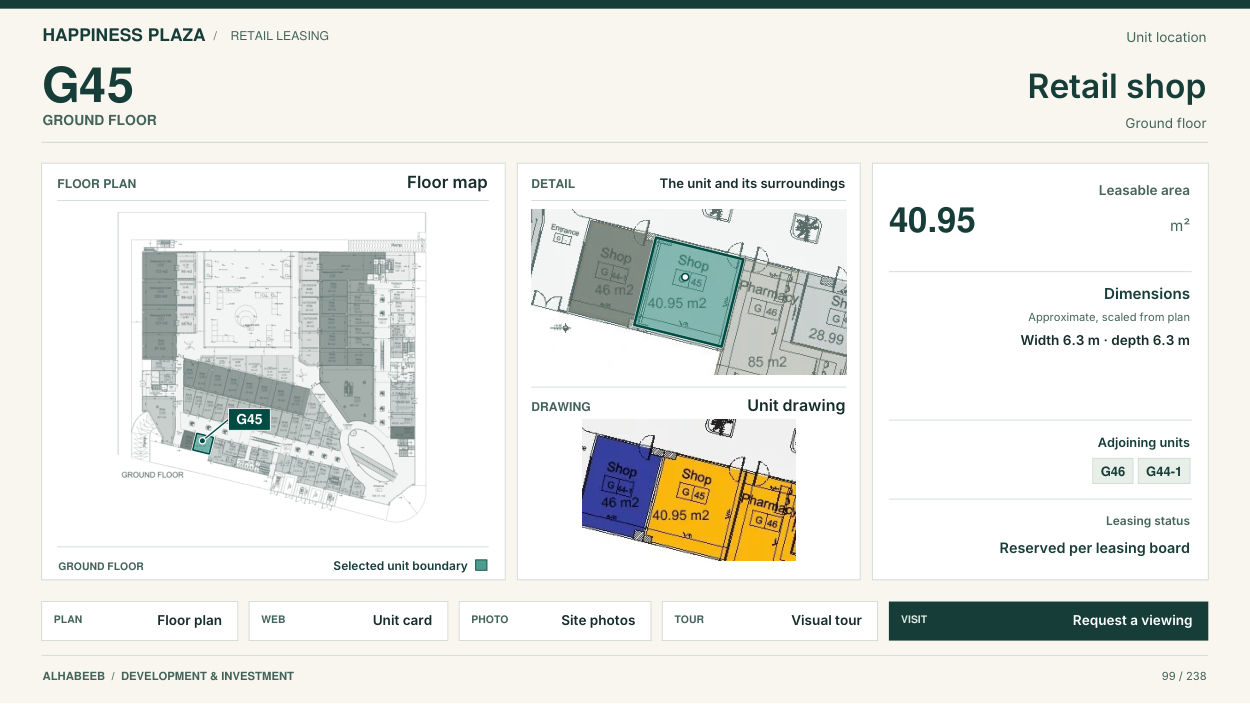 HAPPINESS PLAZA / RETAIL LEASING
Unit location
G45
Retail shop
GROUND FLOOR
Ground floor
FLOOR PLAN
Floor map
G45
GROUND FLOOR
GROUND FLOOR
Selected unit boundary
DETAIL
The unit and its surroundings
Entrance
Shop
G 44-1
46 m2
Shop
G 45
40.95 m2
Pharmacy
G 46
85 m2
Sh
28.99
DRAWING
Unit drawing
Shop
G 44-1
46 m2
Shop
G 45
40.95 m2
Pharmacy
G 46
Leasable area
40.95
m²
Dimensions
Approximate, scaled from plan
Width 6.3 m · depth 6.3 m
Adjoining units
G46
G44-1
Leasing status
Reserved per leasing board
PLAN
Floor plan
WEB
Unit card
PHOTO
Site photos
TOUR
Visual tour
VISIT
Request a viewing
ALHABEEB / DEVELOPMENT & INVESTMENT
99 / 238